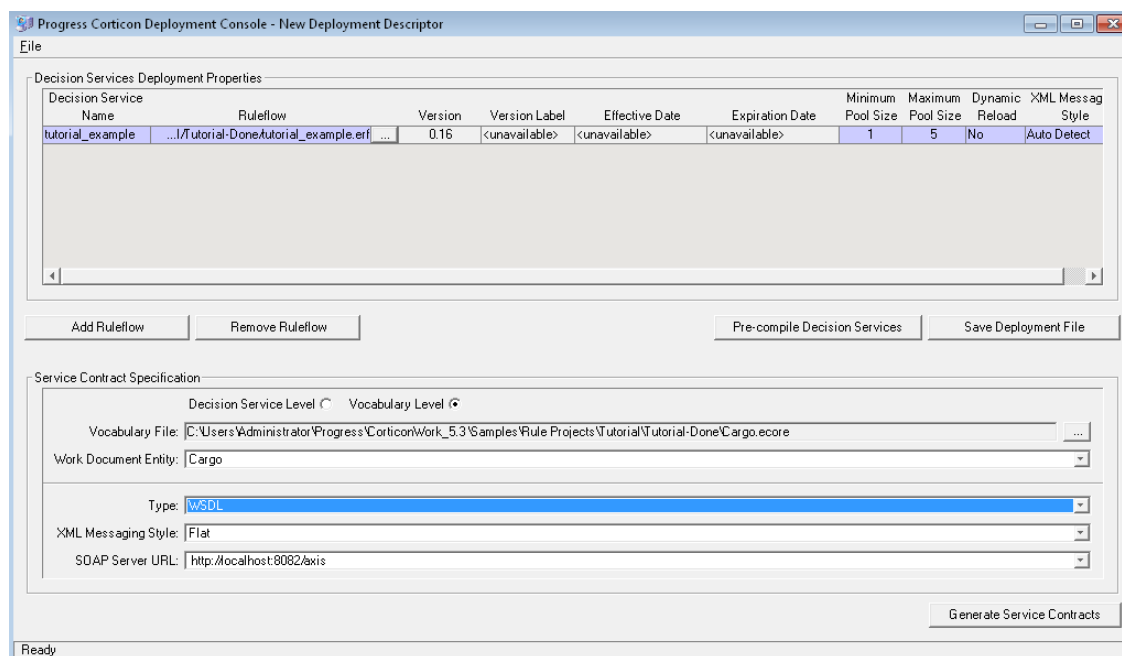 Progress Corticon Deployment Console - New Deployment Descriptor
File
Decision Services Deployment Properties
Decision Service Minimum Maximum Dynamic XML Messag
Name Ruleflow Version Version Label Effective Date Expiration Date Pool Size Pool Size Reload Style
tutorial_example ...l/Tutorial-Done/tutorial_example.erf ... 0.16 <unavailable> <unavailable> <unavailable> 1 5 No Auto Detect
Add Ruleflow Remove Ruleflow Pre-compile Decision Services Save Deployment File
Service Contract Specification
Decision Service Level Vocabulary Level
Vocabulary File: C:\Users\Administrator\Progress\CorticonWork_5.3\Samples\Rule Projects\Tutorial\Tutorial-Done\Cargo.ecore ...
Work Document Entity: Cargo
Type: WSDL
XML Messaging Style: Flat
SOAP Server URL: http://localhost:8082/axis
Generate Service Contracts
Ready